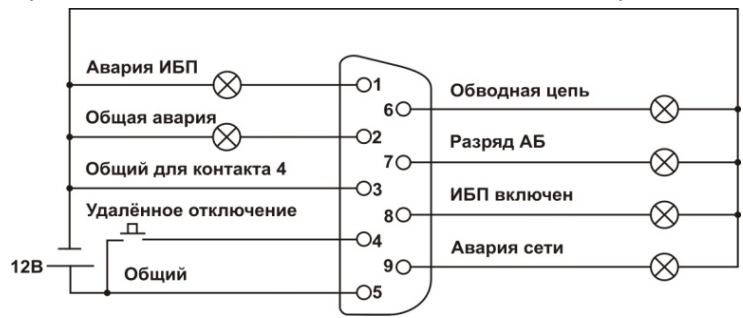 Авария ИБП
1
6
Обводная цепь
Общая авария
2
7
Разряд АБ
Общий для контакта 4
3
8
ИБП включен
Удалённое отключение
4
9
Авария сети
12В
Общий
5